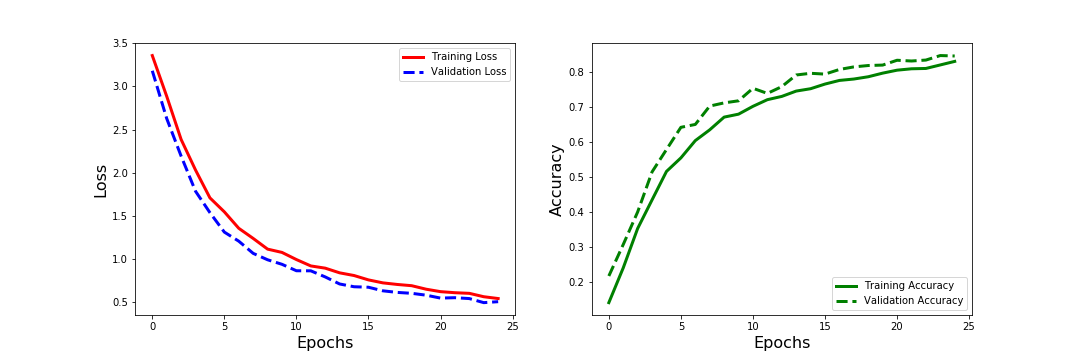 3.5
3.0
2.5
2.0
1.5
1.0
0.5
Loss
0 5 10 15 20 25
Epochs
Training Loss
Validation Loss
0.8
0.7
0.6
0.5
0.4
0.3
0.2
Accuracy
0 5 10 15 20 25
Epochs
Training Accuracy
Validation Accuracy